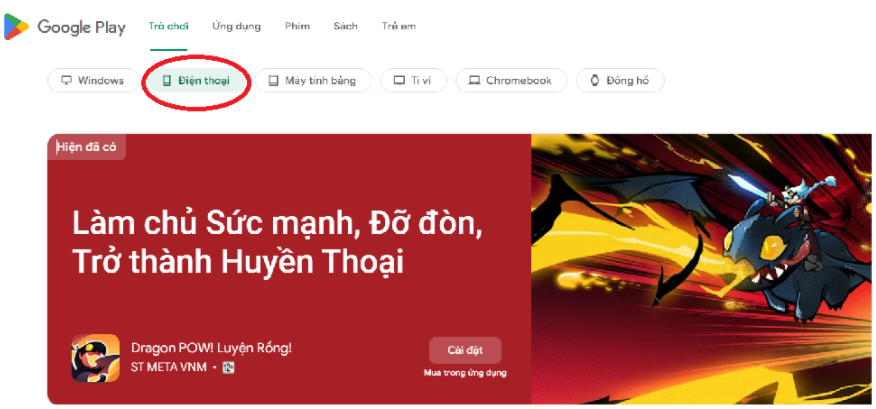 Google Play Trò chơi Ứng dụng Phim Sách Trẻ em
Windows Điện thoại Máy tính bảng Ti vi Chromebook Đồng hồ
Hiện đã có
Làm chủ Sức mạnh, Đỡ đòn,
Trở thành Huyền Thoại
Dragon POW! Luyện Rồng!
Cài đặt
ST META VNM • 12+
Mua trong ứng dụng